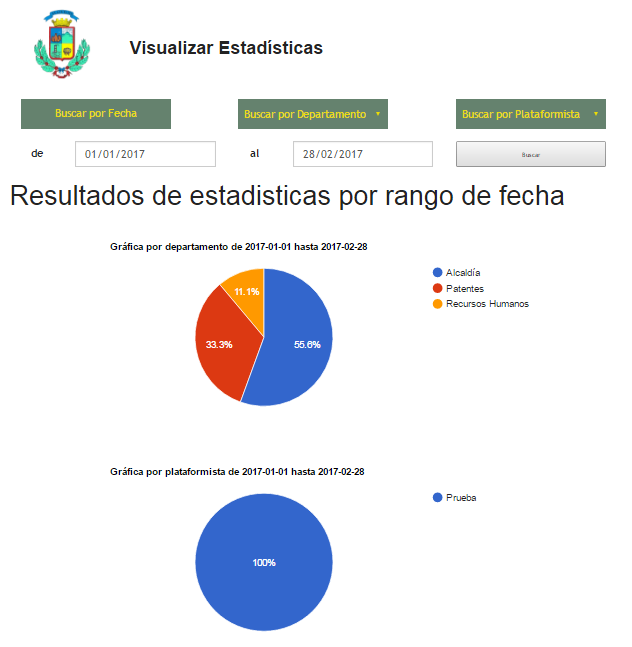 Visualizar Estadísticas
Buscar por Fecha
Buscar por Departamento
Buscar por Plataformista
de
01/01/2017
al
28/02/2017
Buscar
Resultados de estadisticas por rango de fecha
Gráfica por departamento de 2017-01-01 hasta 2017-02-28
11.1%
33.3%
55.6%
Alcaldía
Patentes
Recursos Humanos
Gráfica por plataformista de 2017-01-01 hasta 2017-02-28
100%
Prueba